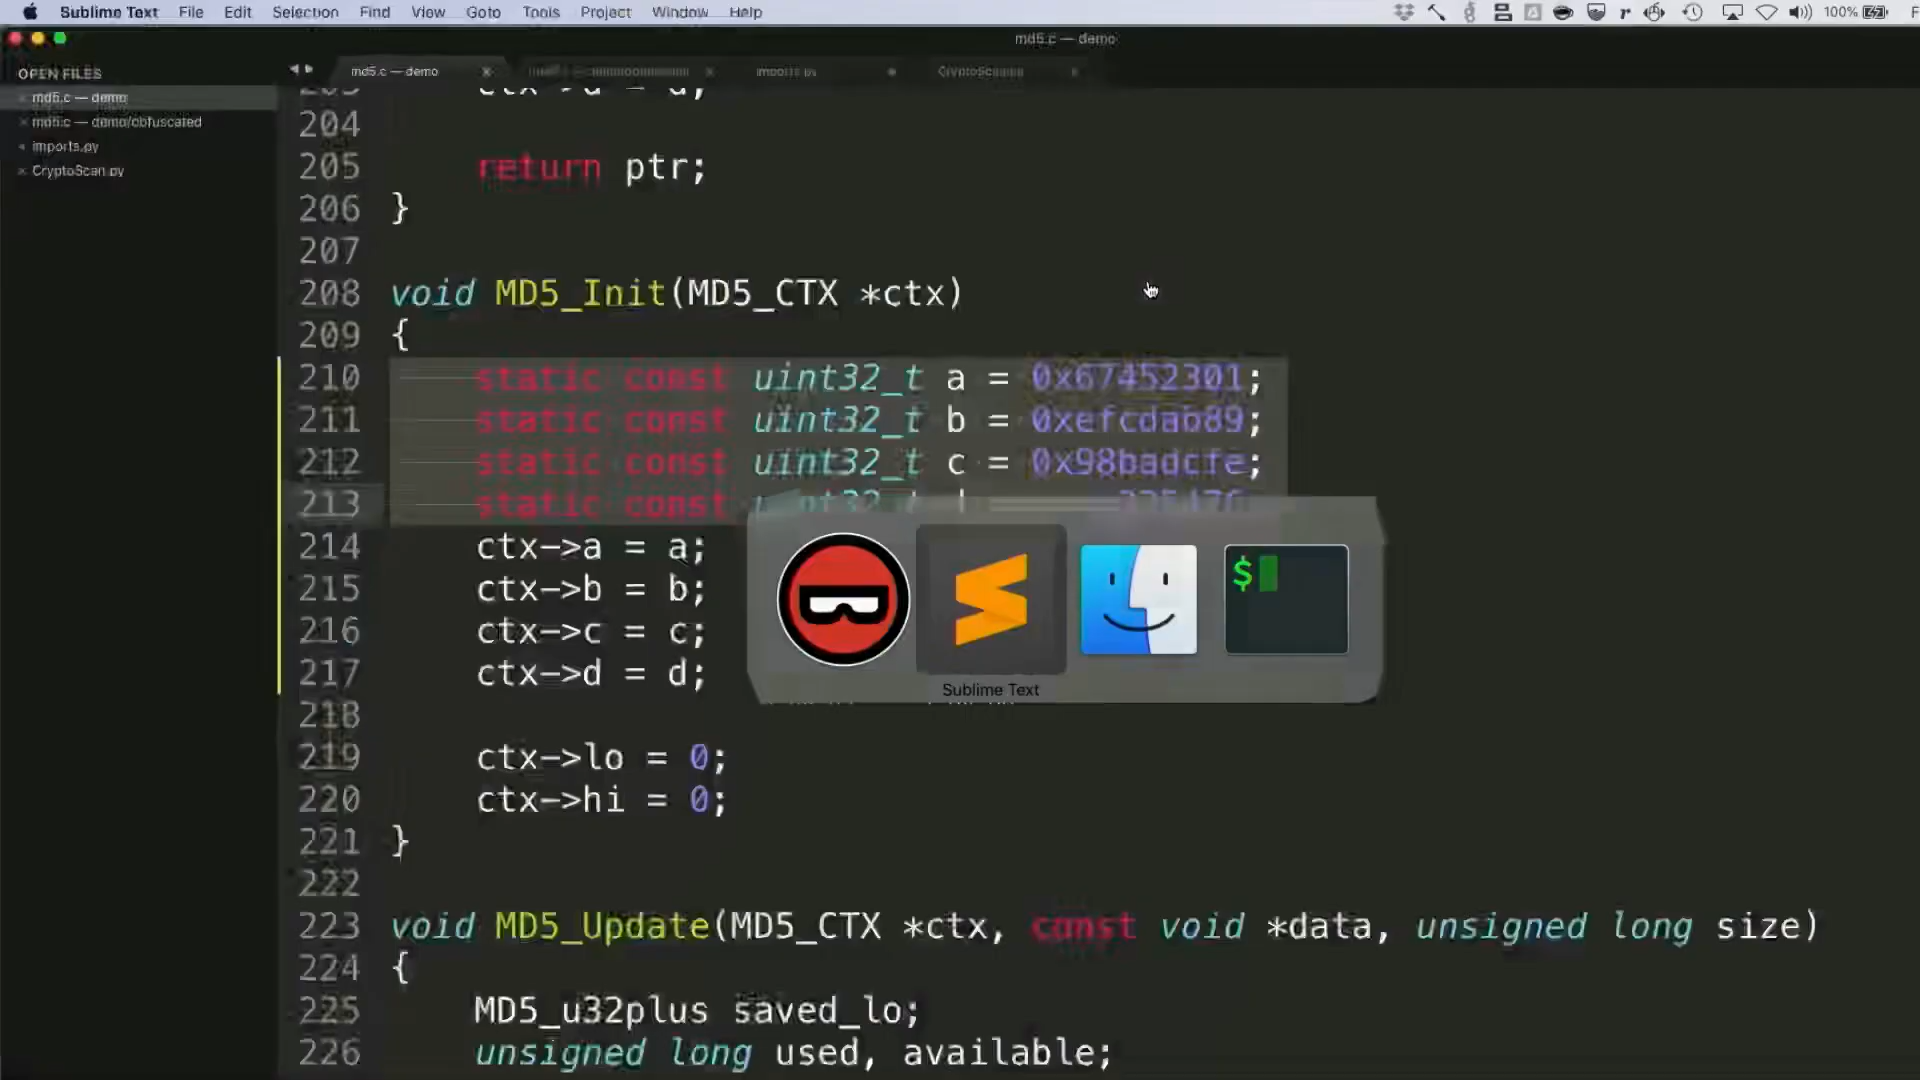 Sublime Text File Edit Selection Find View Goto Tools Project Window Help 100%
md5.c — demo
OPEN FILES
md5.c — demo
md5.c — demo/obfuscated
imports.py
CryptoScan.py
md5.c — demo imports.py
ctx->d = d;
204
205 return ptr;
206 }
207
208 void MD5_Init(MD5_CTX *ctx)
209 {
210 static const uint32_t a = 0x67452301;
211 static const uint32_t b = 0xefcdab89;
212 static const uint32_t c = 0x98badcfe;
213 static const uint32_t
214 ctx->a = a;
215 ctx->b = b;
216 ctx->c = c;
217 ctx->d = d;
218
219 ctx->lo = 0;
220 ctx->hi = 0;
221 }
222
223 void MD5_Update(MD5_CTX *ctx, const void *data, unsigned long size)
224 {
225 MD5_u32plus saved_lo;
226 unsigned long used, available;
$
Sublime Text